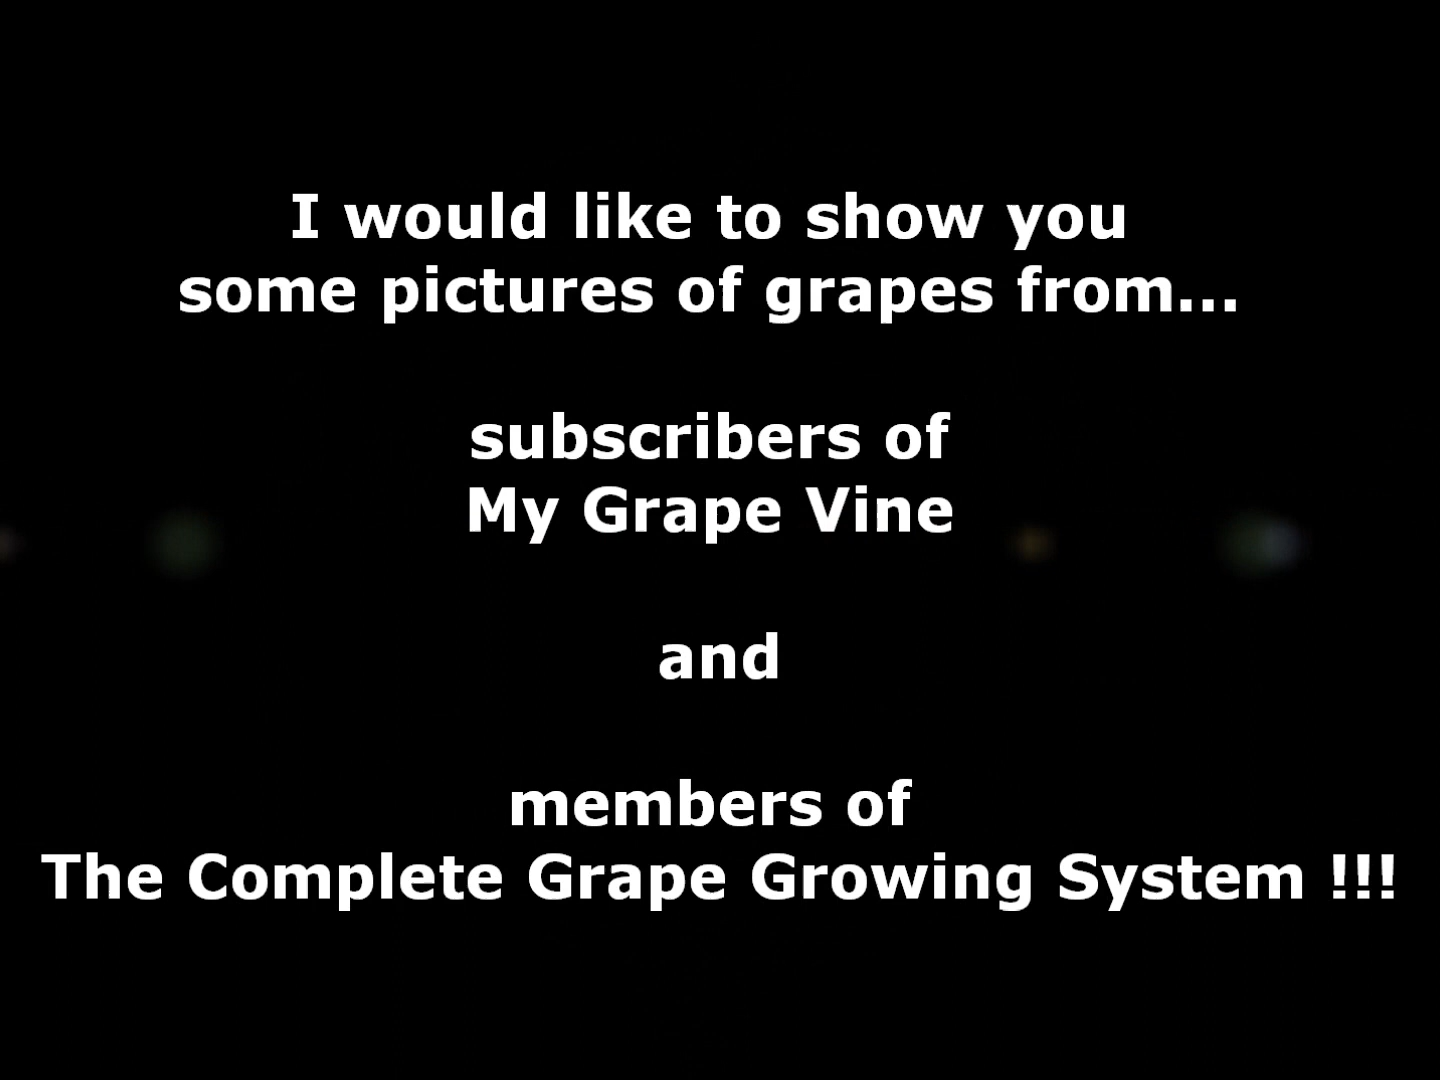 I would like to show you
some pictures of grapes from...
subscribers of
My Grape Vine
and
members of
The Complete Grape Growing System !!!